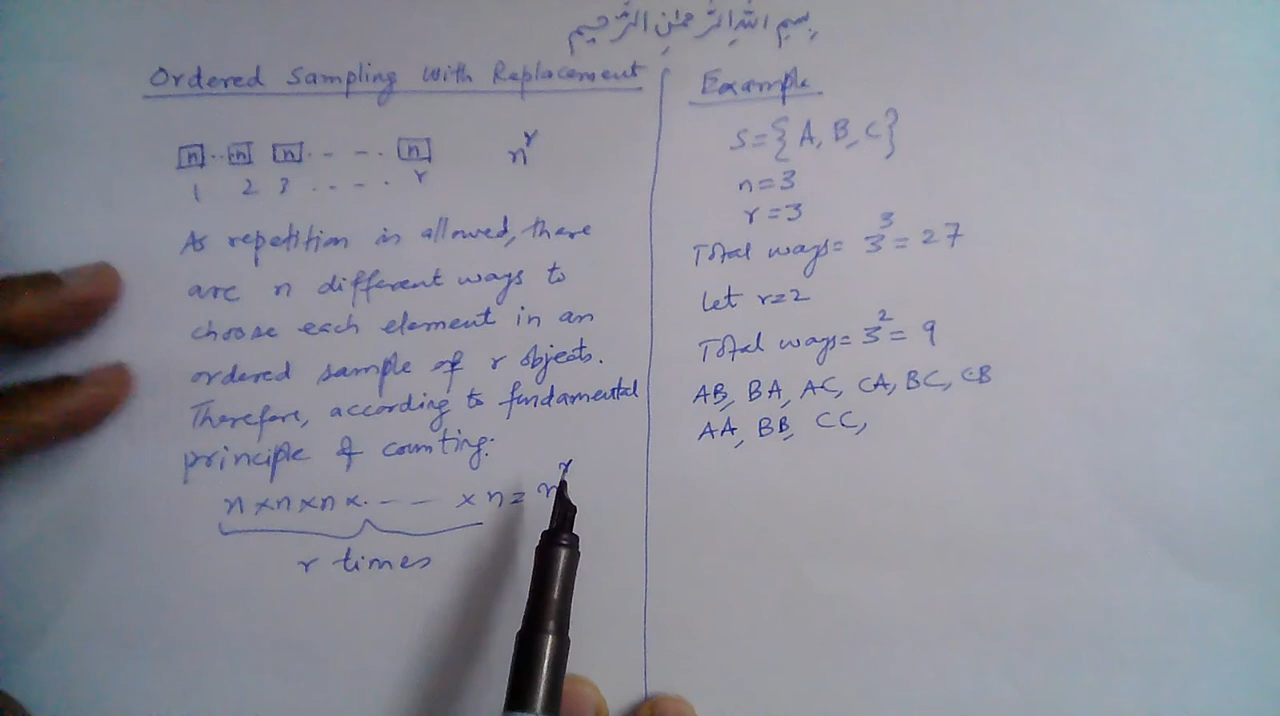 بسم الله الرحمن الرحيم
Ordered Sampling with Replacement
n .. n n . - - . n n^r
1 2 3 . . . - . r
As repetition is allowed, there
are n different ways to
choose each element in an
ordered sample of r objects.
Therefore, according to fundamental
principle of counting:
n×n×n×. - - - ×n = n^r
r times
Example
S={A, B, C}
n=3
r=3
Total ways= 3^3 = 27
Let r=2
Total ways= 3^2 = 9
AB, BA, AC, CA, BC, CB
AA, BB, CC,